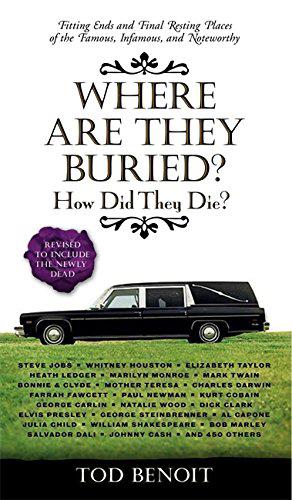 Fitting Ends and Final Resting Places
of the Famous, Infamous, and Noteworthy
WHERE
ARE THEY
BURIED?
How Did They Die?
REVISED
TO INCLUDE
THE NEWLY
DEAD
STEVE JOBS ▪ WHITNEY HOUSTON ▪ ELIZABETH TAYLOR
HEATH LEDGER ▪ MARILYN MONROE ▪ MARK TWAIN
BONNIE & CLYDE ▪ MOTHER TERESA ▪ CHARLES DARWIN
FARRAH FAWCETT ▪ PAUL NEWMAN ▪ KURT COBAIN
GEORGE CARLIN ▪ NATALIE WOOD ▪ DICK CLARK
ELVIS PRESLEY ▪ GEORGE STEINBRENNER ▪ AL CAPONE
JULIA CHILD ▪ WILLIAM SHAKESPEARE ▪ BOB MARLEY
SALVADOR DALI ▪ JOHNNY CASH ▪ AND 450 OTHERS
TOD BENOIT